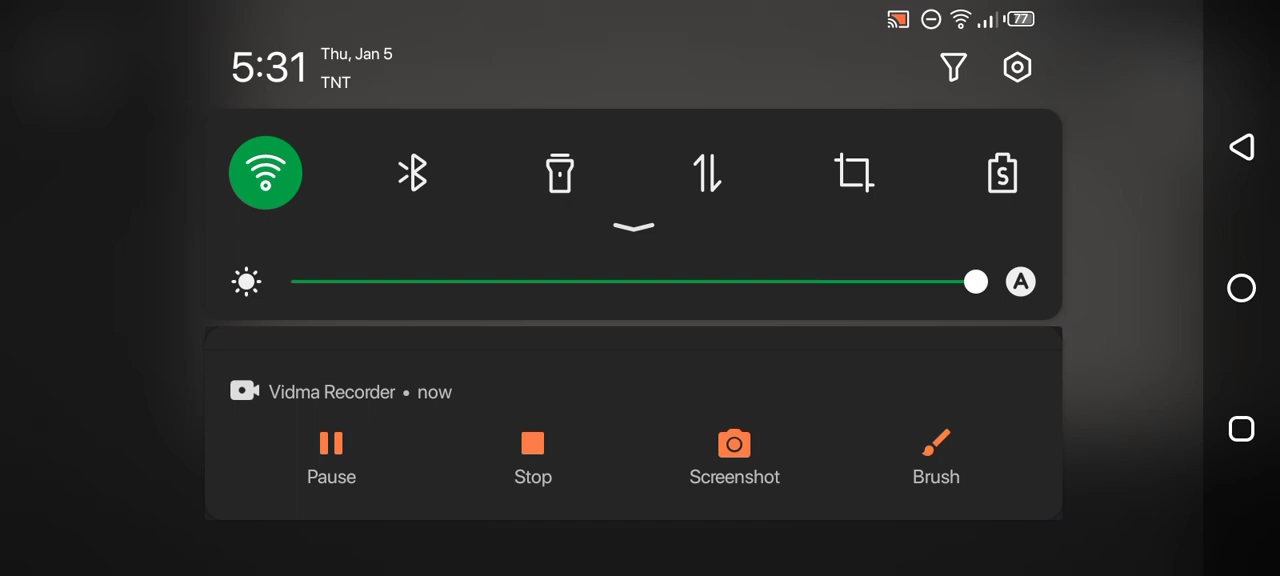 77
5:31
Thu, Jan 5
TNT
S
A
Vidma Recorder • now
Pause
Stop
Screenshot
Brush